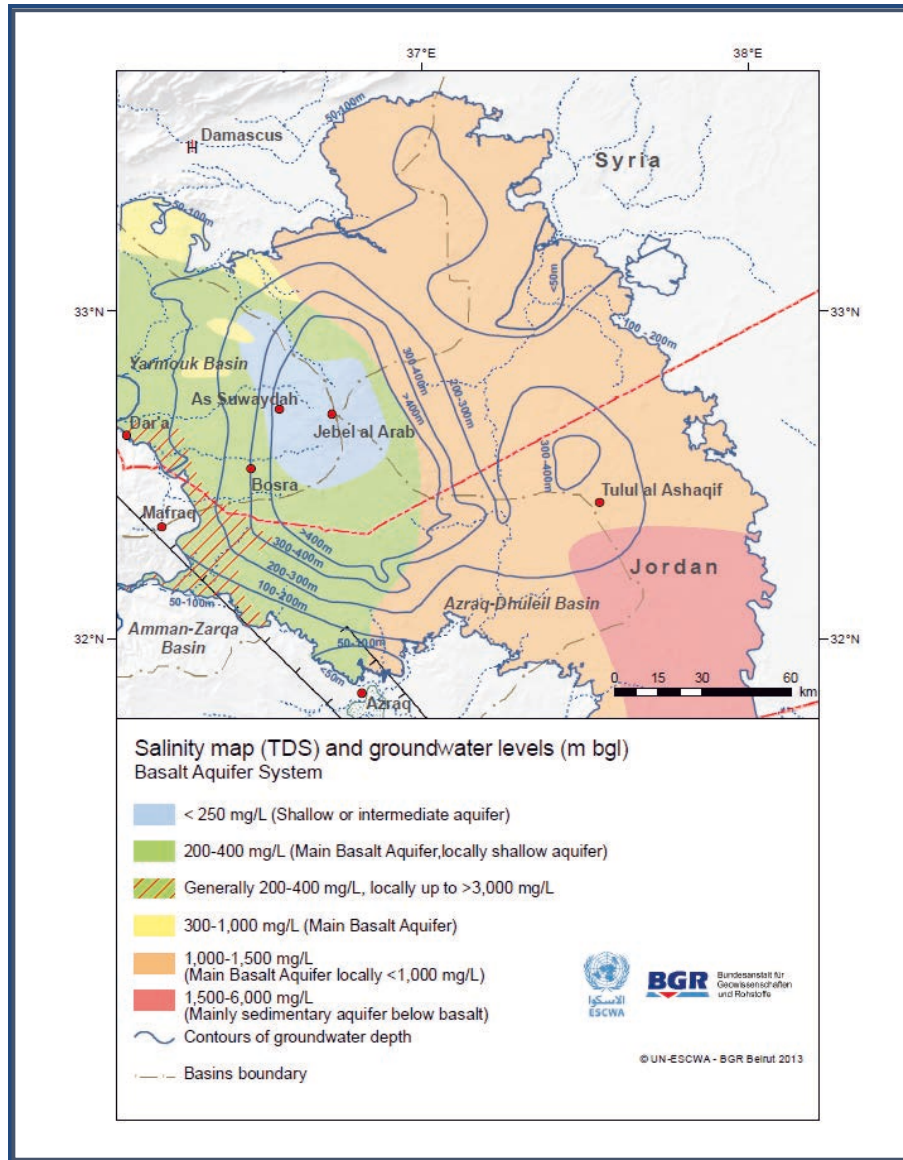 37°E
38°E
50-100m
Damascus
H
Syria
50-100m
<50m
33°N
33°N
100 - 200m
Yarmouk Basin
300-400m
200-300m
As Suwaydah
>400m
Jebel al Arab
Dar'a
300-400m
Bosra
Tulul al Ashaqif
Mafraq
>400m
300-400m
Jordan
200-300m
100-200m
50-100m
Azraq-Dhuleil Basin
Amman-Zarqa
Basin
32°N
32°N
50-100m
<50m
Azraq
0 15 30 45 60
km
Salinity map (TDS) and groundwater levels (m bgl)
Basalt Aquifer System
< 250 mg/L (Shallow or intermediate aquifer)
200-400 mg/L (Main Basalt Aquifer,locally shallow aquifer)
Generally 200-400 mg/L, locally up to >3,000 mg/L
300-1,000 mg/L (Main Basalt Aquifer)
1,000-1,500 mg/L
(Main Basalt Aquifer locally <1,000 mg/L)
1,500-6,000 mg/L
(Mainly sedimentary aquifer below basalt)
Contours of groundwater depth
Basins boundary
الاسكوا
ESCWA
BGR
Bundesanstalt für
Geowissenschaften
und Rohstoffe
© UN-ESCWA - BGR Beirut 2013